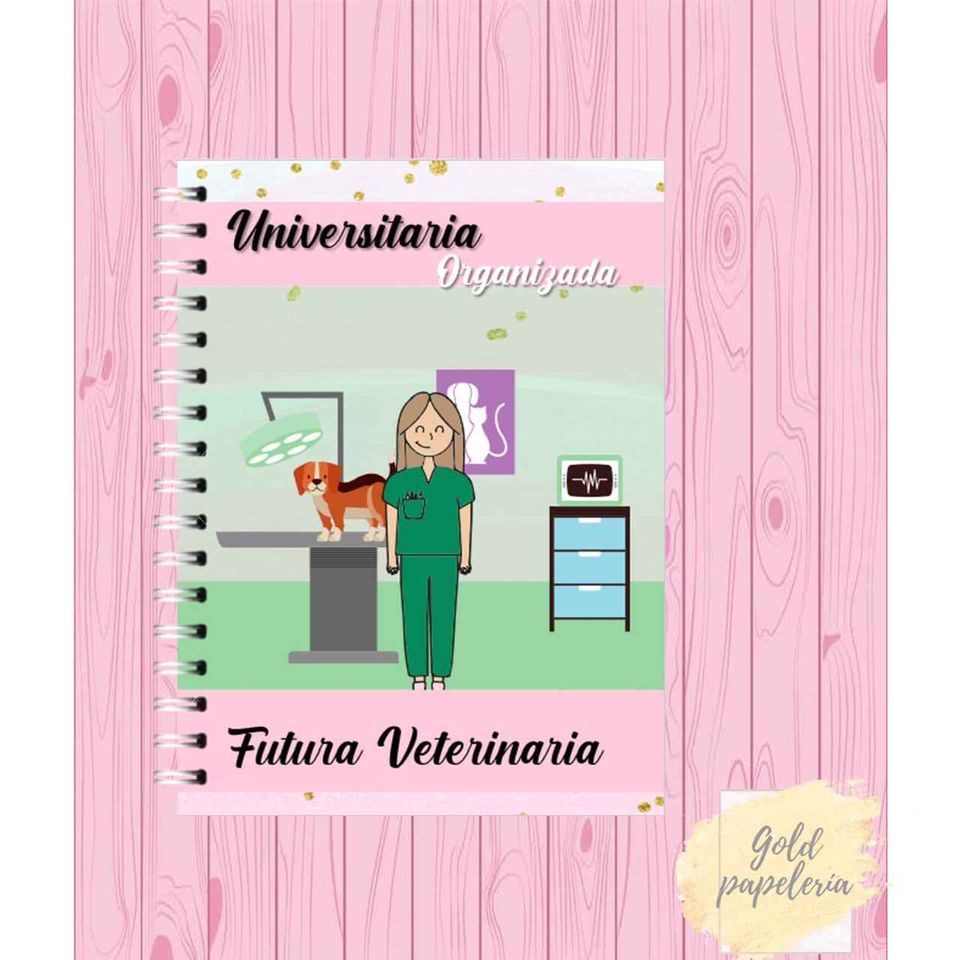 Universitaria
Organizada
Futura Veterinaria
Gold
papelería